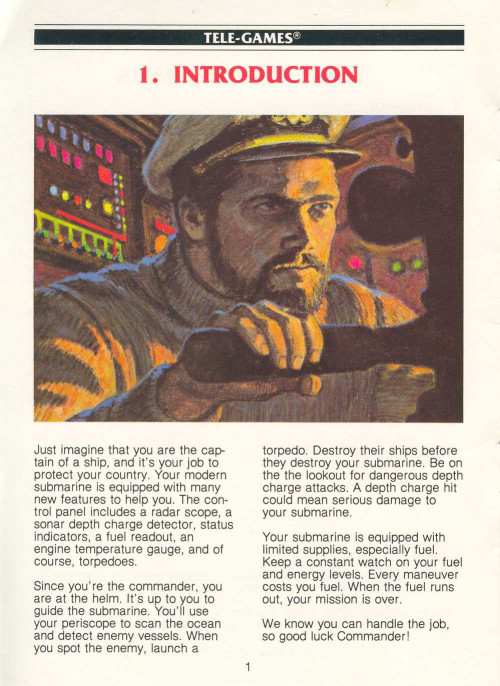 TELE-GAMES®
1. INTRODUCTION
Just imagine that you are the cap-
tain of a ship, and it's your job to
protect your country. Your modern
submarine is equipped with many
new features to help you. The con-
trol panel includes a radar scope, a
sonar depth charge detector, status
indicators, a fuel readout, an
engine temperature gauge, and of
course, torpedoes.
Since you're the commander, you
are at the helm. It's up to you to
guide the submarine. You'll use
your periscope to scan the ocean
and detect enemy vessels. When
you spot the enemy, launch a
torpedo. Destroy their ships before
they destroy your submarine. Be on
the the lookout for dangerous depth
charge attacks. A depth charge hit
could mean serious damage to
your submarine.
Your submarine is equipped with
limited supplies, especially fuel.
Keep a constant watch on your fuel
and energy levels. Every maneuver
costs you fuel. When the fuel runs
out, your mission is over.
We know you can handle the job,
so good luck Commander!
1